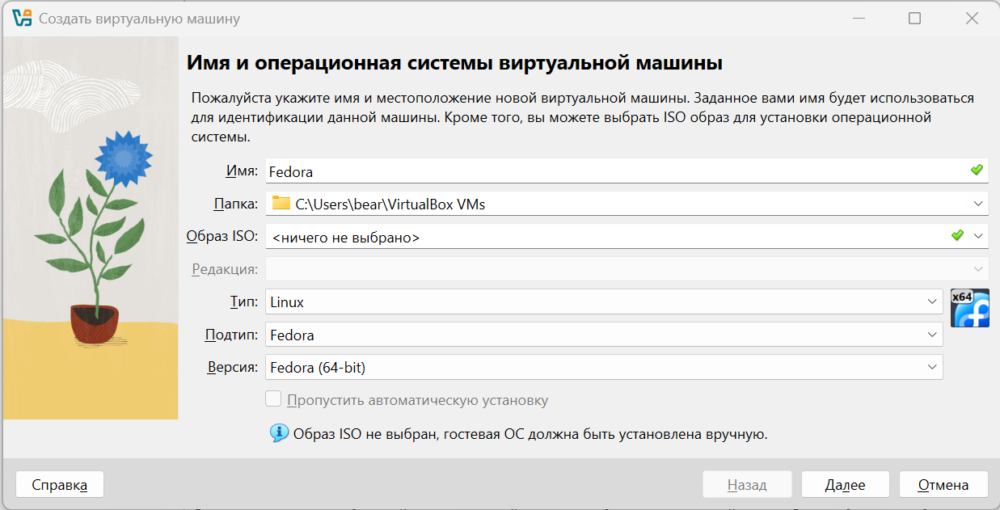 Создать виртуальную машину
Имя и операционная системы виртуальной машины
Пожалуйста укажите имя и местоположение новой виртуальной машины. Заданное вами имя будет использоваться
для идентификации данной машины. Кроме того, вы можете выбрать ISO образ для установки операционной
системы.
Имя: Fedora
Папка: C:\Users\bear\VirtualBox VMs
Образ ISO: <ничего не выбрано>
Редакция:
Тип: Linux
x64
Подтип: Fedora
Версия: Fedora (64-bit)
Пропустить автоматическую установку
Образ ISO не выбран, гостевая ОС должна быть установлена вручную.
Справка Назад Далее Отмена